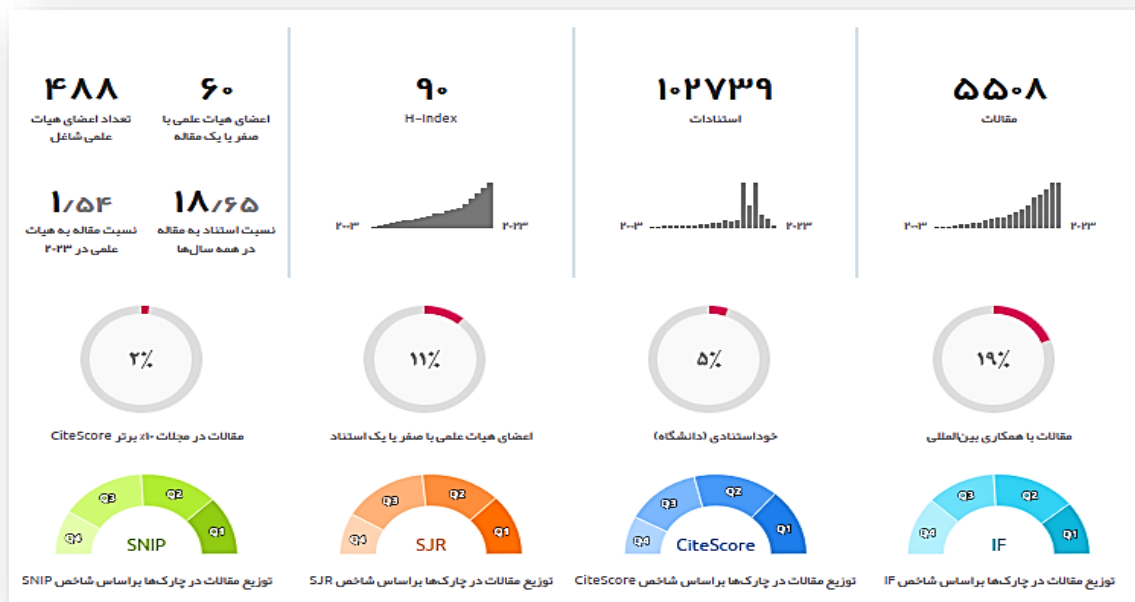 ۵۵۰۸
مقالات
۲۰۰۳
۲۰۲۳
۱۰۲۷۳۹
استنادات
۲۰۰۳
۲۰۲۳
۹۰
H-Index
۲۰۰۳
۲۰۲۳
۶۰
اعضای هیات علمی با
صفر یا یک مقاله
۴۸۸
تعداد اعضای هیات
علمی شاغل
۱۸/۶۵
نسبت استناد به مقاله
در همه سال‌ها
۱/۵۴
نسبت مقاله به هیات
علمی در ۲۰۲۳
۱۹٪
مقالات با همکاری بین‌المللی
۵٪
خوداستنادی (دانشگاه)
۱۱٪
اعضای هیات علمی با صفر یا یک استناد
۲٪
مقالات در مجلات ۱۰٪ برتر CiteScore
Q4
Q3
Q2
Q1
IF
توزیع مقالات در چارک‌ها براساس شاخص IF
Q4
Q3
Q2
Q1
CiteScore
توزیع مقالات در چارک‌ها براساس شاخص CiteScore
Q4
Q3
Q2
Q1
SJR
توزیع مقالات در چارک‌ها براساس شاخص SJR
Q4
Q3
Q2
Q1
SNIP
توزیع مقالات در چارک‌ها براساس شاخص SNIP